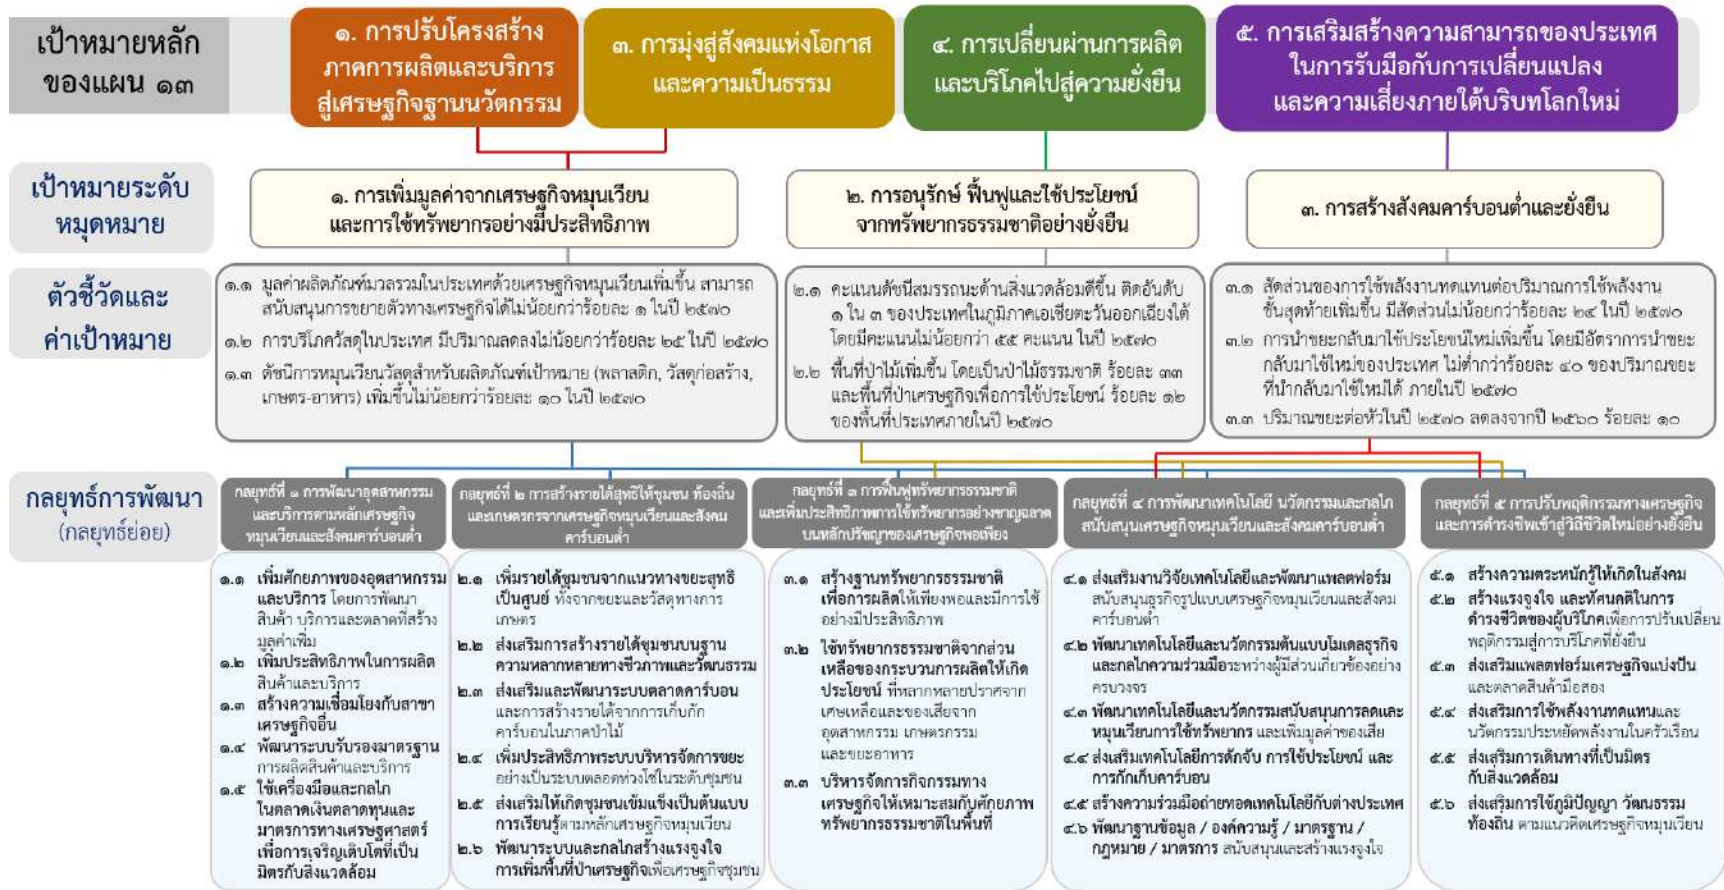 เป้าหมายหลัก
ของแผน ๑๓
๑. การปรับโครงสร้าง
ภาคการผลิตและบริการ
สู่เศรษฐกิจฐานนวัตกรรม
๓. การมุ่งสู่สังคมแห่งโอกาส
และความเป็นธรรม
๔. การเปลี่ยนผ่านการผลิต
และบริโภคไปสู่ความยั่งยืน
๕. การเสริมสร้างความสามารถของประเทศ
ในการรับมือกับการเปลี่ยนแปลง
และความเสี่ยงภายใต้บริบทโลกใหม่
เป้าหมายระดับ
หมุดหมาย
๑. การเพิ่มมูลค่าจากเศรษฐกิจหมุนเวียน
และการใช้ทรัพยากรอย่างมีประสิทธิภาพ
๒. การอนุรักษ์ ฟื้นฟูและใช้ประโยชน์
จากทรัพยากรธรรมชาติอย่างยั่งยืน
๓. การสร้างสังคมคาร์บอนต่ำและยั่งยืน
ตัวชี้วัดและ
ค่าเป้าหมาย
๑.๑ มูลค่าผลิตภัณฑ์มวลรวมในประเทศด้วยเศรษฐกิจหมุนเวียนเพิ่มขึ้น สามารถ
สนับสนุนการขยายตัวทางเศรษฐกิจได้ไม่น้อยกว่าร้อยละ ๑ ในปี ๒๕๗๐
๑.๒ การบริโภควัสดุในประเทศ มีปริมาณลดลงไม่น้อยกว่าร้อยละ ๒๕ ในปี ๒๕๗๐
๑.๓ ดัชนีการหมุนเวียนวัสดุสำหรับผลิตภัณฑ์เป้าหมาย (พลาสติก, วัสดุก่อสร้าง,
เกษตร-อาหาร) เพิ่มขึ้นไม่น้อยกว่าร้อยละ ๑๐ ในปี ๒๕๗๐
๒.๑ คะแนนดัชนีสมรรถนะด้านสิ่งแวดล้อมดีขึ้น ติดอันดับ
๑ ใน ๓ ของประเทศในภูมิภาคเอเชียตะวันออกเฉียงใต้
โดยมีคะแนนไม่น้อยกว่า ๕๕ คะแนน ในปี ๒๕๗๐
๒.๒ พื้นที่ป่าไม้เพิ่มขึ้น โดยเป็นป่าไม้ธรรมชาติ ร้อยละ ๓๓
และพื้นที่ป่าเศรษฐกิจเพื่อการใช้ประโยชน์ ร้อยละ ๑๒
ของพื้นที่ประเทศภายในปี ๒๕๗๐
๓.๑ สัดส่วนของการใช้พลังงานทดแทนต่อปริมาณการใช้พลังงาน
ขั้นสุดท้ายเพิ่มขึ้น มีสัดส่วนไม่น้อยกว่าร้อยละ ๒๔ ในปี ๒๕๗๐
๓.๒ การนำขยะกลับมาใช้ประโยชน์ใหม่เพิ่มขึ้น โดยมีอัตราการนำขยะ
กลับมาใช้ใหม่ของประเทศ ไม่ต่ำกว่าร้อยละ ๔๐ ของปริมาณขยะ
ที่นำกลับมาใช้ใหม่ได้ ภายในปี ๒๕๗๐
๓.๓ ปริมาณขยะต่อหัวในปี ๒๕๗๐ ลดลงจากปี ๒๕๖๐ ร้อยละ ๑๐
กลยุทธ์การพัฒนา
(กลยุทธ์ย่อย)
กลยุทธ์ที่ ๑ การพัฒนาอุตสาหกรรม
และบริการตามหลักเศรษฐกิจ
หมุนเวียนและสังคมคาร์บอนต่ำ
๑.๑ เพิ่มศักยภาพของอุตสาหกรรม
และบริการ โดยการพัฒนา
สินค้า บริการและตลาดที่สร้าง
มูลค่าเพิ่ม
๑.๒ เพิ่มประสิทธิภาพในการผลิต
สินค้าและบริการ
๑.๓ สร้างความเชื่อมโยงกับสาขา
เศรษฐกิจอื่น
๑.๔ พัฒนาระบบรับรองมาตรฐาน
การผลิตสินค้าและบริการ
๑.๕ ใช้เครื่องมือและกลไก
ในตลาดเงินตลาดทุนและ
มาตรการทางเศรษฐศาสตร์
เพื่อการเจริญเติบโตที่เป็น
มิตรกับสิ่งแวดล้อม
กลยุทธ์ที่ ๒ การสร้างรายได้สุทธิให้ชุมชน ท้องถิ่น
และเกษตรกรจากเศรษฐกิจหมุนเวียนและสังคม
คาร์บอนต่ำ
๒.๑ เพิ่มรายได้ชุมชนจากแนวทางขยะสุทธิ
เป็นศูนย์ ทั้งจากขยะและวัสดุทางการ
เกษตร
๒.๒ ส่งเสริมการสร้างรายได้ชุมชนบนฐาน
ความหลากหลายทางชีวภาพและวัฒนธรรม
๒.๓ ส่งเสริมและพัฒนาระบบตลาดคาร์บอน
และการสร้างรายได้จากการเก็บกัก
คาร์บอนในภาคป่าไม้
๒.๔ เพิ่มประสิทธิภาพระบบบริหารจัดการขยะ
อย่างเป็นระบบตลอดห่วงโซ่ในระดับชุมชน
๒.๕ ส่งเสริมให้เกิดชุมชนเข้มแข็งเป็นต้นแบบ
การเรียนรู้ตามหลักเศรษฐกิจหมุนเวียน
๒.๖ พัฒนาระบบและกลไกสร้างแรงจูงใจ
การเพิ่มพื้นที่ป่าเศรษฐกิจเพื่อเศรษฐกิจชุมชน
กลยุทธ์ที่ ๓ การฟื้นฟูทรัพยากรธรรมชาติ
และเพิ่มประสิทธิภาพการใช้ทรัพยากรอย่างชาญฉลาด
บนหลักปรัชญาของเศรษฐกิจพอเพียง
๓.๑ สร้างฐานทรัพยากรธรรมชาติ
เพื่อการผลิตให้เพียงพอและมีการใช้
อย่างมีประสิทธิภาพ
๓.๒ ใช้ทรัพยากรธรรมชาติจากส่วน
เหลือของกระบวนการผลิตให้เกิด
ประโยชน์ ที่หลากหลายปราศจาก
เศษเหลือและของเสียจาก
อุตสาหกรรม เกษตรกรรม
และขยะอาหาร
๓.๓ บริหารจัดการกิจกรรมทาง
เศรษฐกิจให้เหมาะสมกับศักยภาพ
ทรัพยากรธรรมชาติในพื้นที่
กลยุทธ์ที่ ๔ การพัฒนาเทคโนโลยี นวัตกรรมและกลไก
สนับสนุนเศรษฐกิจหมุนเวียนและสังคมคาร์บอนต่ำ
๔.๑ ส่งเสริมงานวิจัยเทคโนโลยีและพัฒนาแพลตฟอร์ม
สนับสนุนธุรกิจรูปแบบเศรษฐกิจหมุนเวียนและสังคม
คาร์บอนต่ำ
๔.๒ พัฒนาเทคโนโลยีและนวัตกรรมต้นแบบโมเดลธุรกิจ
และกลไกความร่วมมือระหว่างผู้มีส่วนเกี่ยวข้องอย่าง
ครบวงจร
๔.๓ พัฒนาเทคโนโลยีและนวัตกรรมสนับสนุนการลดและ
หมุนเวียนการใช้ทรัพยากร และเพิ่มมูลค่าของเสีย
๔.๔ ส่งเสริมเทคโนโลยีการดักจับ การใช้ประโยชน์ และ
การกักเก็บคาร์บอน
๔.๕ สร้างความร่วมมือถ่ายทอดเทคโนโลยีกับต่างประเทศ
๔.๖ พัฒนาฐานข้อมูล / องค์ความรู้ / มาตรฐาน /
กฎหมาย / มาตรการ สนับสนุนและสร้างแรงจูงใจ
กลยุทธ์ที่ ๕ การปรับพฤติกรรมทางเศรษฐกิจ
และการดำรงชีพเข้าสู่วิถีชีวิตใหม่อย่างยั่งยืน
๕.๑ สร้างความตระหนักรู้ให้เกิดในสังคม
๕.๒ สร้างแรงจูงใจ และทัศนคติในการ
ดำรงชีวิตของผู้บริโภคเพื่อการปรับเปลี่ยน
พฤติกรรมสู่การบริโภคที่ยั่งยืน
๕.๓ ส่งเสริมแพลตฟอร์มเศรษฐกิจแบ่งปัน
และตลาดสินค้ามือสอง
๕.๔ ส่งเสริมการใช้พลังงานทดแทนและ
นวัตกรรมประหยัดพลังงานในครัวเรือน
๕.๕ ส่งเสริมการเดินทางที่เป็นมิตร
กับสิ่งแวดล้อม
๕.๖ ส่งเสริมการใช้ภูมิปัญญา วัฒนธรรม
ท้องถิ่น ตามแนวคิดเศรษฐกิจหมุนเวียน